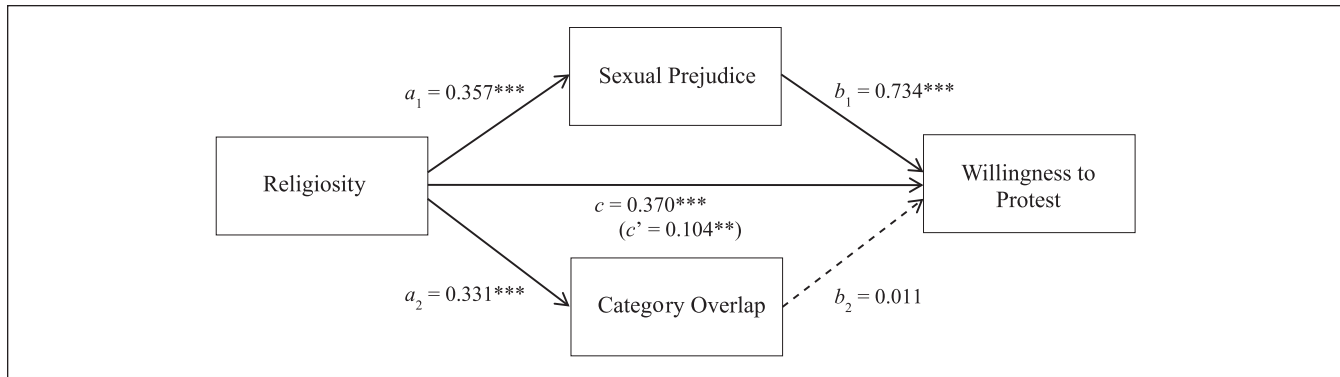 Sexual Prejudice
a₁ = 0.357***
b₁ = 0.734***
Religiosity
Willingness to
Protest
c = 0.370***
(c’ = 0.104**)
a₂ = 0.331***
Category Overlap
b₂ = 0.011